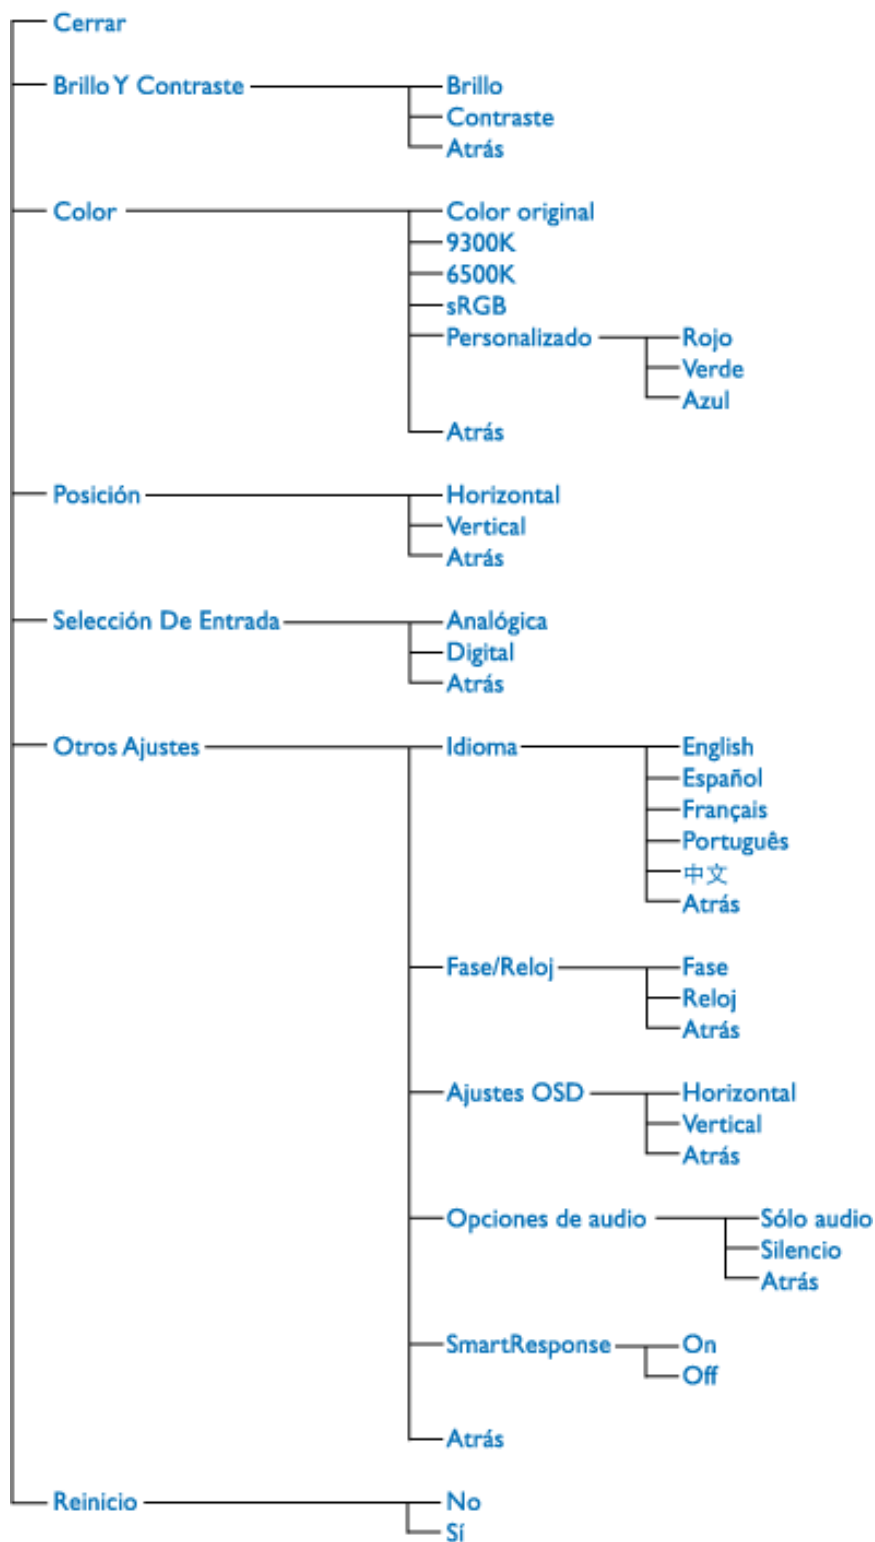 Cerrar
Brillo Y Contraste
Brillo
Contraste
Atrás
Color
Color original
9300K
6500K
sRGB
Personalizado
Rojo
Verde
Azul
Atrás
Posición
Horizontal
Vertical
Atrás
Selección De Entrada
Analógica
Digital
Atrás
Otros Ajustes
Idioma
English
Español
Français
Português
中文
Atrás
Fase/Reloj
Fase
Reloj
Atrás
Ajustes OSD
Horizontal
Vertical
Atrás
Opciones de audio
Sólo audio
Silencio
Atrás
SmartResponse
On
Off
Atrás
Reinicio
No
Sí